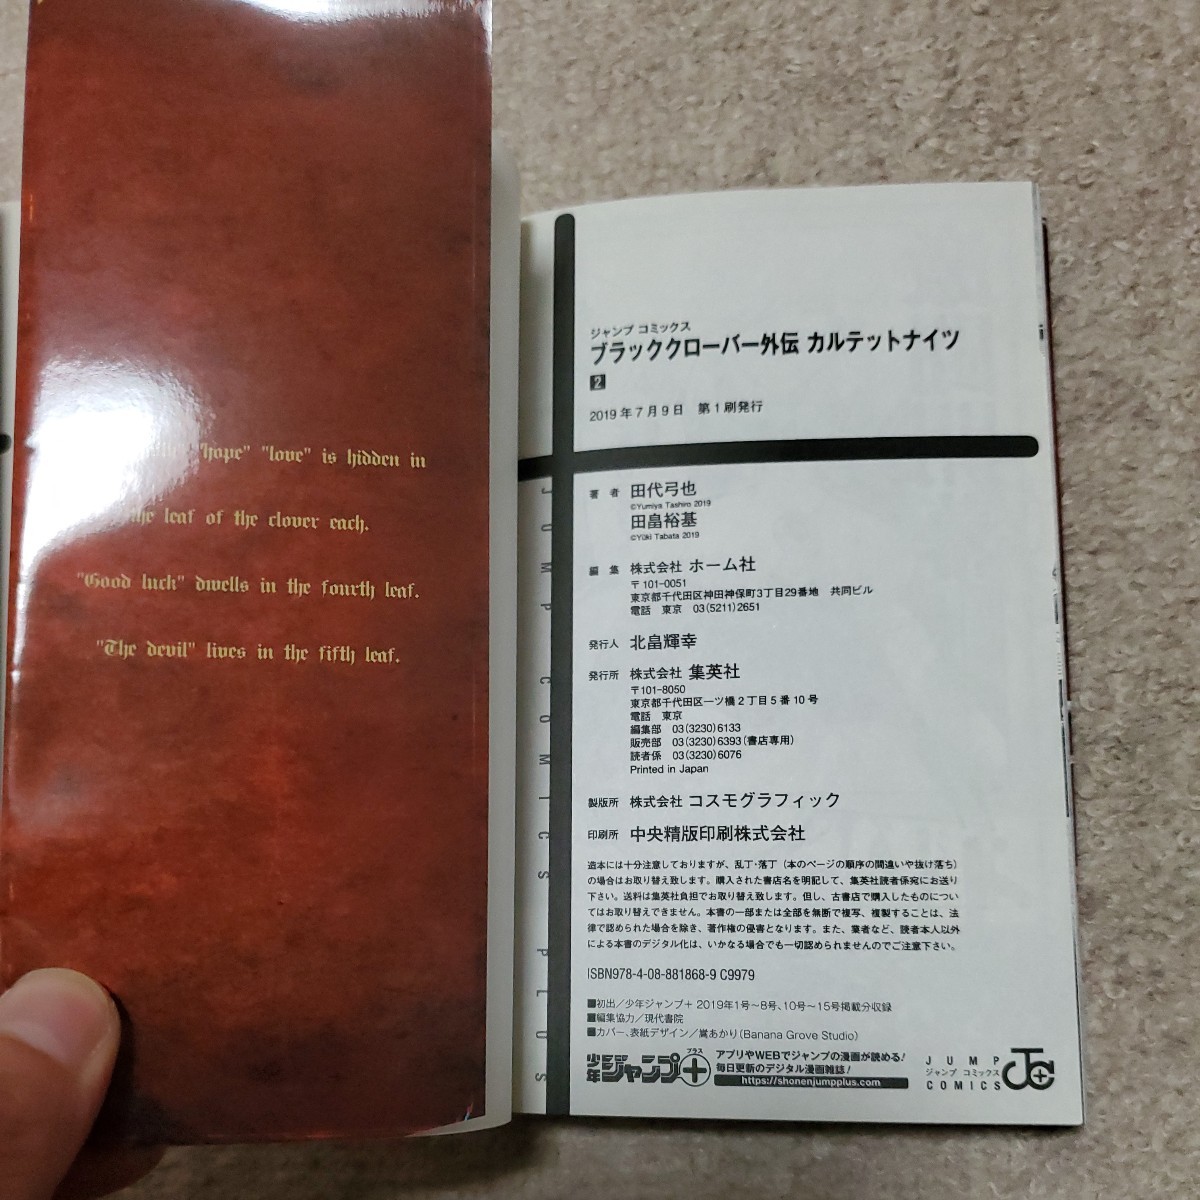 "hope" "love" is hidden in
the leaf of the clover each.
"Good luck" dwells in the fourth leaf.
"The devil" lives in the fifth leaf.
JUMP COMICS PLUS
ジャンプ コミックス
ブラッククローバー外伝 カルテットナイツ
2
2019年7月9日 第1刷発行
著者 田代弓也
©Yumiya Tashiro 2019
田畠裕基
©Yūki Tabata 2019
編集 株式会社 ホーム社
〒101-0051
東京都千代田区神田神保町3丁目29番地 共同ビル
電話 東京 03(5211)2651
発行人 北畠輝幸
発行所 株式会社 集英社
〒101-8050
東京都千代田区一ツ橋2丁目5番10号
電話 東京
編集部 03(3230)6133
販売部 03(3230)6393(書店専用)
読者係 03(3230)6076
Printed in Japan
製版所 株式会社 コスモグラフィック
印刷所 中央精版印刷株式会社
造本には十分注意しておりますが、乱丁・落丁(本のページの順序の間違いや抜け落ち)
の場合はお取り替え致します。購入された書店名を明記して、集英社読者係宛にお送り
下さい。送料は集英社負担でお取り替え致します。但し、古書店で購入したものについ
てはお取り替えできません。本書の一部または全部を無断で複写、複製することは、法
律で認められた場合を除き、著作権の侵害となります。また、業者など、読者本人以外
による本書のデジタル化は、いかなる場合でも一切認められませんのでご注意下さい。
ISBN978-4-08-881868-9 C9979
■初出/少年ジャンプ+ 2019年1号〜8号、10号〜15号掲載分収録
■編集協力/現代書院
■カバー、表紙デザイン/嶌あかり(Banana Grove Studio)
少年ジャンプ+
プラス
アプリやWEBでジャンプの漫画が読める!
毎日更新のデジタル漫画雑誌!
https://shonenjumpplus.com
JUMP
ジャンプ コミックス
COMICS
JC+